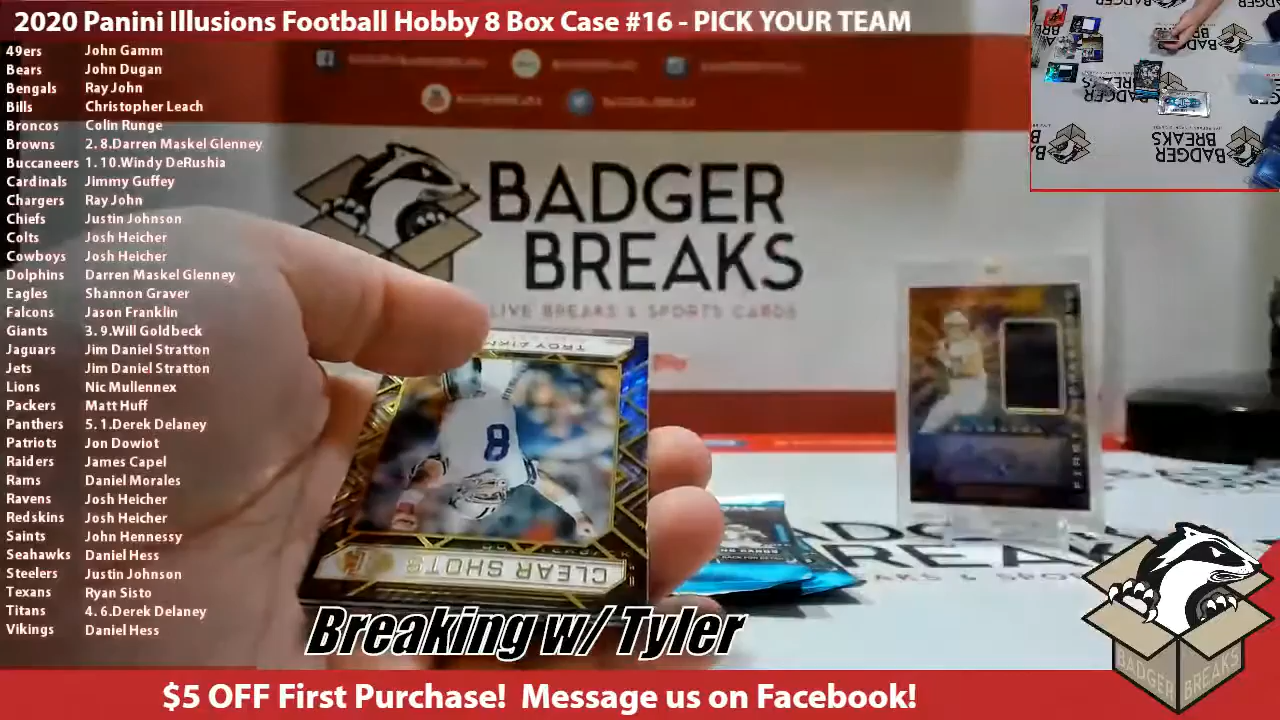 2020 Panini Illusions Football Hobby 8 Box Case #16 - PICK YOUR TEAM
49ers John Gamm
Bears John Dugan
Bengals Ray John
Bills Christopher Leach
Broncos Colin Runge
Browns 2. 8.Darren Maskel Glenney
Buccaneers 1. 10.Windy DeRushia
Cardinals Jimmy Guffey
Chargers Ray John
Chiefs Justin Johnson
Colts Josh Heicher
Cowboys Josh Heicher
Dolphins Darren Maskel Glenney
Eagles Shannon Graver
Falcons Jason Franklin
Giants 3. 9.Will Goldbeck
Jaguars Jim Daniel Stratton
Jets Jim Daniel Stratton
Lions Nic Mullennex
Packers Matt Huff
Panthers 5. 1.Derek Delaney
Patriots Jon Dowiot
Raiders James Capel
Rams Daniel Morales
Ravens Josh Heicher
Redskins Josh Heicher
Saints John Hennessy
Seahawks Daniel Hess
Steelers Justin Johnson
Texans Ryan Sisto
Titans 4. 6.Derek Delaney
Vikings Daniel Hess
BADGER
BREAKS
LIVE BREAKS & SPORTS CARDS
BADGER
BREAKS
TROY
8
CLEAR SHOTS
Breaking w/ Tyler
BADGER BREAKS
$5 OFF First Purchase! Message us on Facebook!